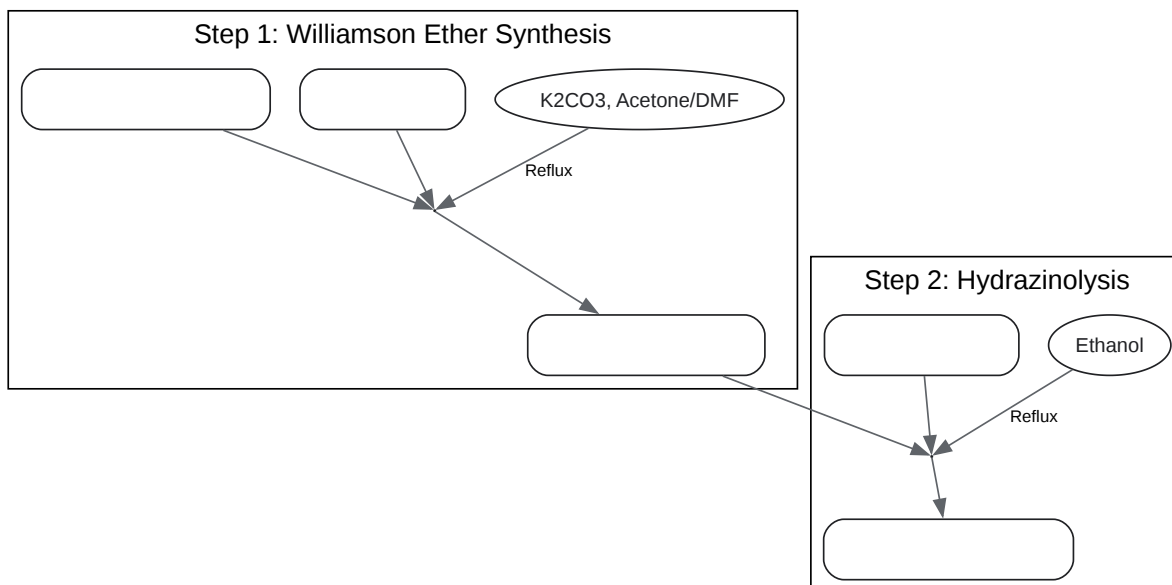 Step 1: Williamson Ether Synthesis
K2CO3, Acetone/DMF
Reflux
Step 2: Hydrazinolysis
Ethanol
Reflux